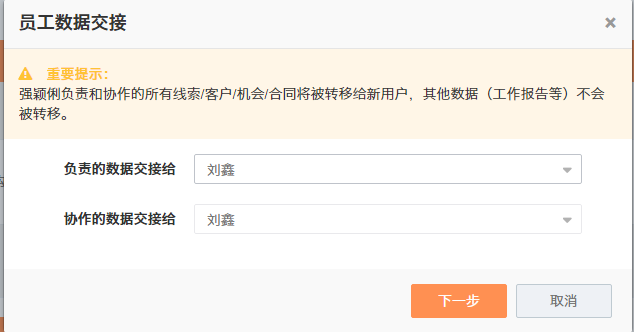 员工数据交接
×
重要提示：
强颖俐负责和协作的所有线索/客户/机会/合同将被转移给新用户，其他数据（工作报告等）不会
被转移。
负责的数据交接给 刘鑫
协作的数据交接给 刘鑫
下一步 取消